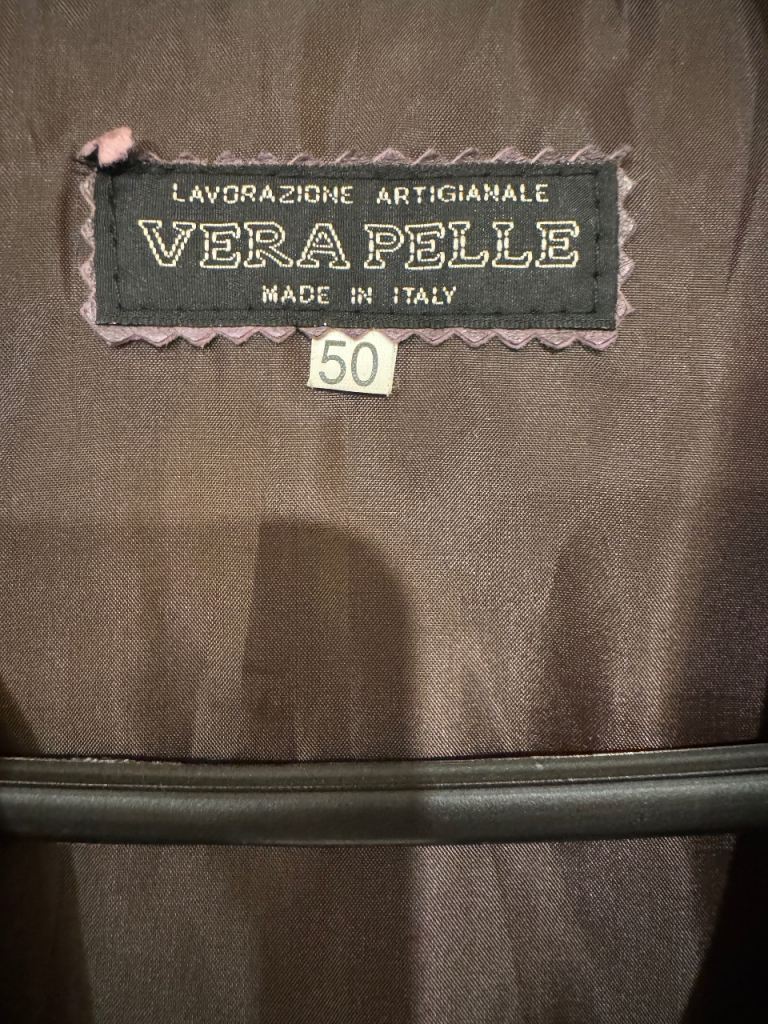 LAVORAZIONE ARTIGIANALE
VERA PELLE
MADE IN ITALY
50